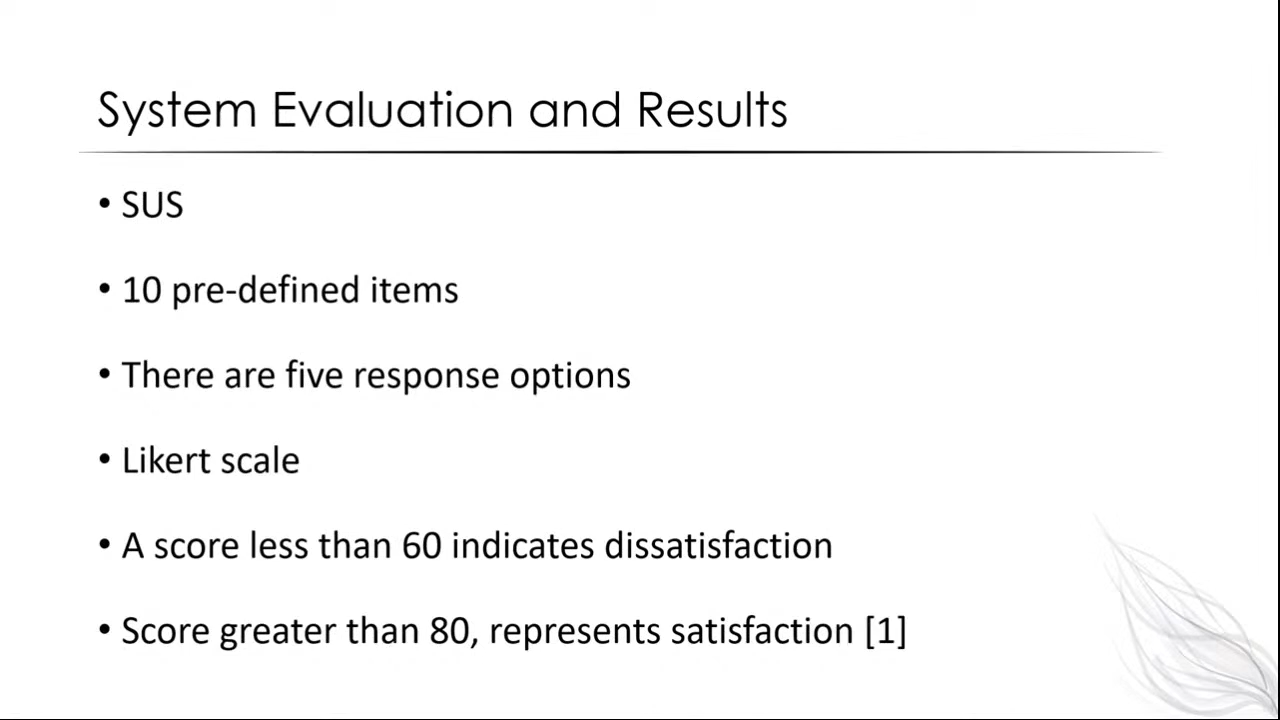 System Evaluation and Results
• SUS
• 10 pre-defined items
• There are five response options
• Likert scale
• A score less than 60 indicates dissatisfaction
• Score greater than 80, represents satisfaction [1]